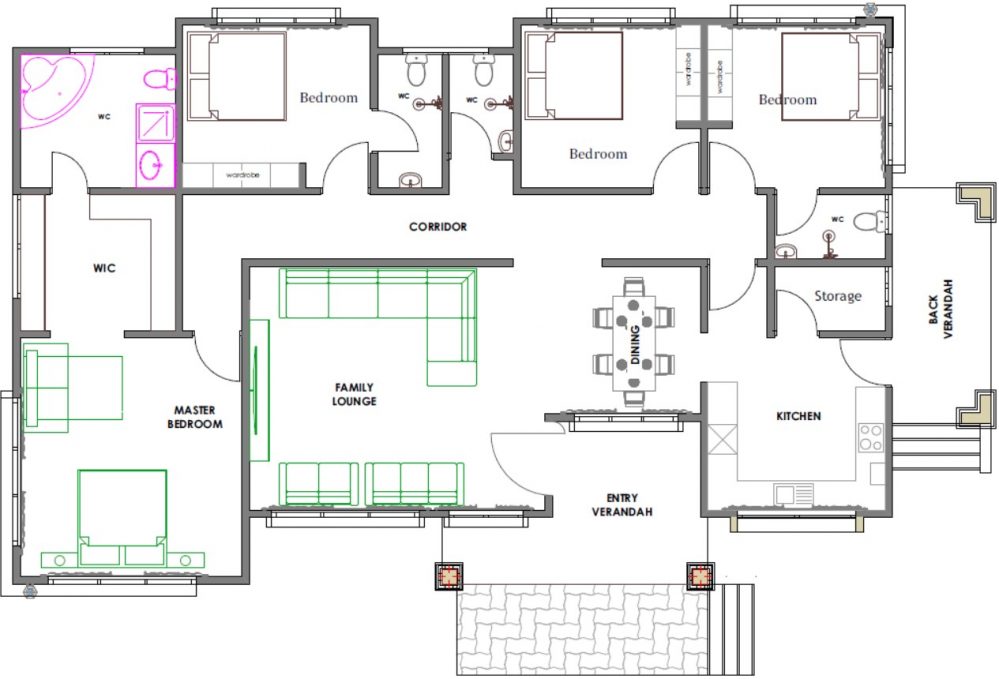 wardrobe
wardrobe
Bedroom
WC
WC
Bedroom
WC
Bedroom
wardrobe
WC
CORRIDOR
WIC
Storage
BACK
VERANDAH
DINING
FAMILY
LOUNGE
MASTER
BEDROOM
KITCHEN
ENTRY
VERANDAH